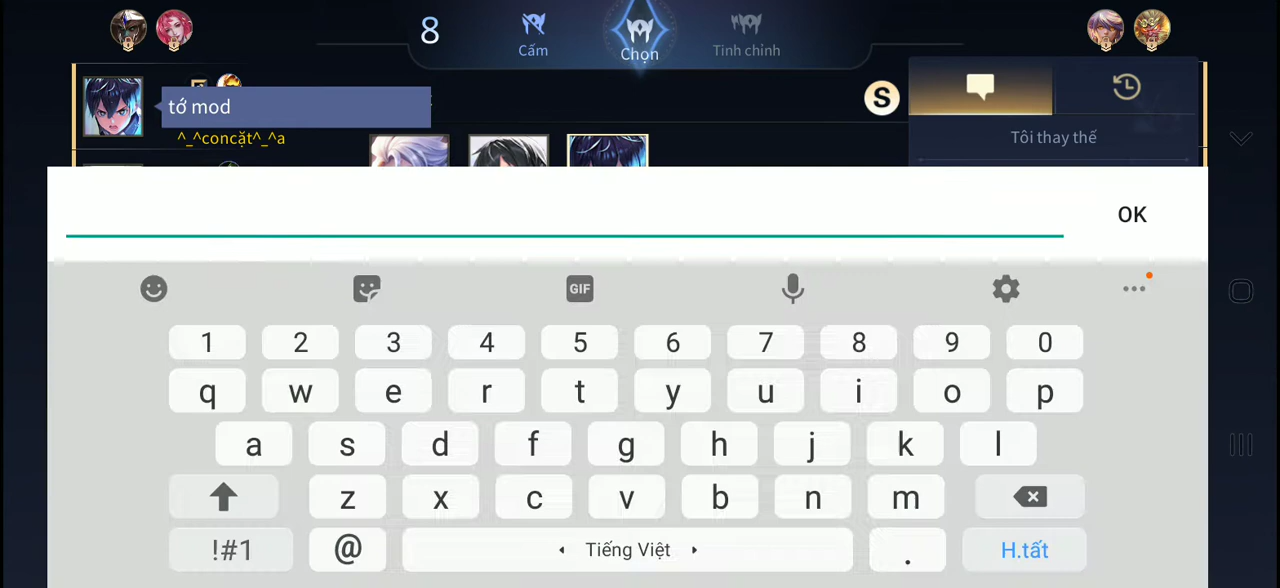 8
Cấm
Chọn
Tinh chỉnh
tớ mod
^_^concặt^_^a
S
Tôi thay thế
OK
GIF
1 2 3 4 5 6 7 8 9 0
q w e r t y u i o p
a s d f g h j k l
z x c v b n m
!#1 @ Tiếng Việt . H.tất